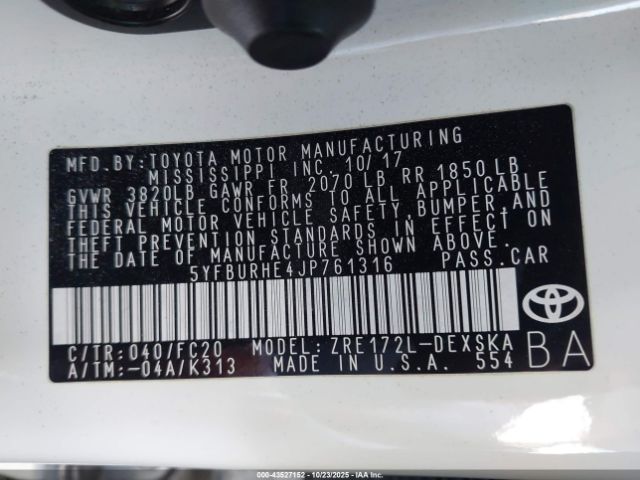 MFD.BY:TOYOTA MOTOR MANUFACTURING
MISSISSIPPI INC. 10/17
GVWR 3820LB GAWR FR 2070 LB RR 1850 LB
THIS VEHICLE CONFORMS TO ALL APPLICABLE
FEDERAL MOTOR VEHICLE SAFETY,BUMPER,AND
THEFT PREVENTION STANDARDS IN EFFECT ON
THE DATE OF MANUFACTURE SHOWN ABOVE.
5YFBURHE4JP761316 PASS.CAR
C/TR:040/FC20 MODEL:ZRE172L-DEXSKA
A/TM:-04A/K313 MADE IN U.S.A. 554
BA
000-43527152 | 10/23/2025 | IAA Inc.